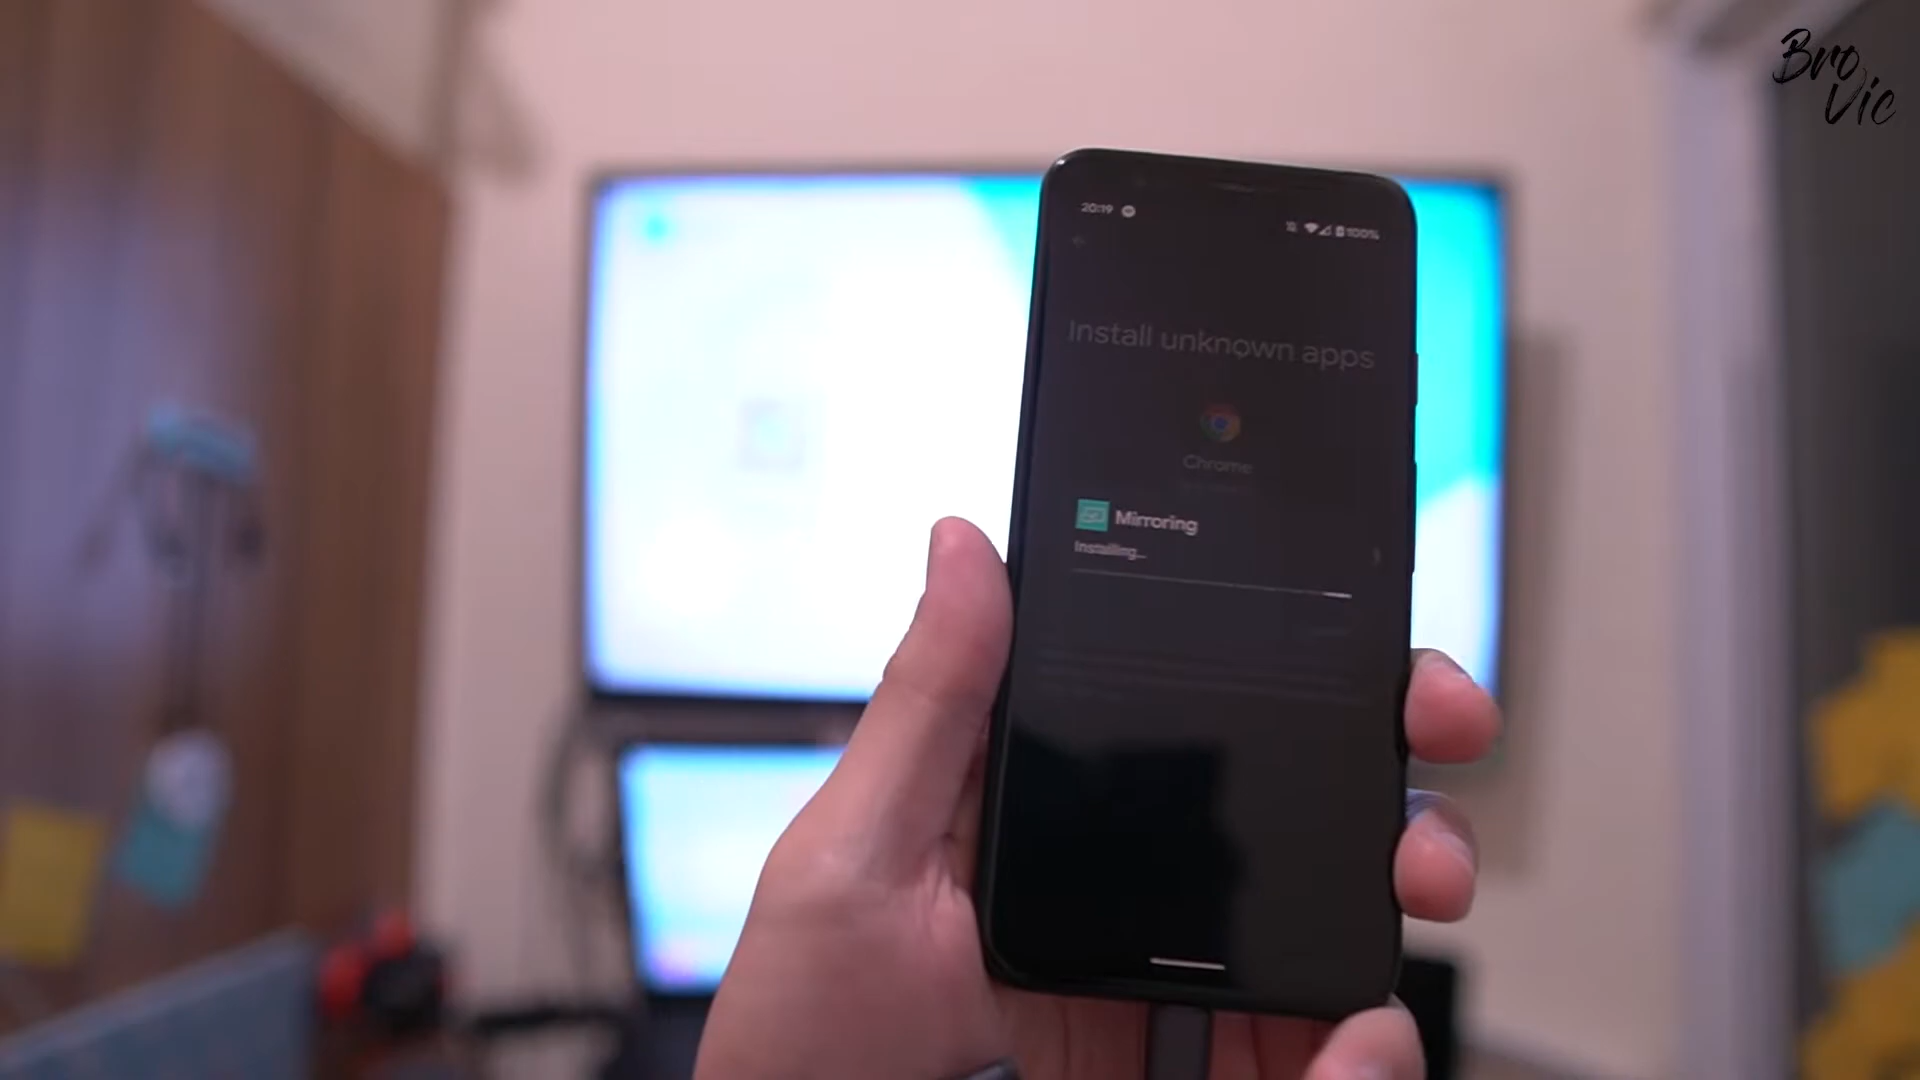 Bro
Vic
20:19
100%
Install unknown apps
Chrome
Mirroring
Installing...